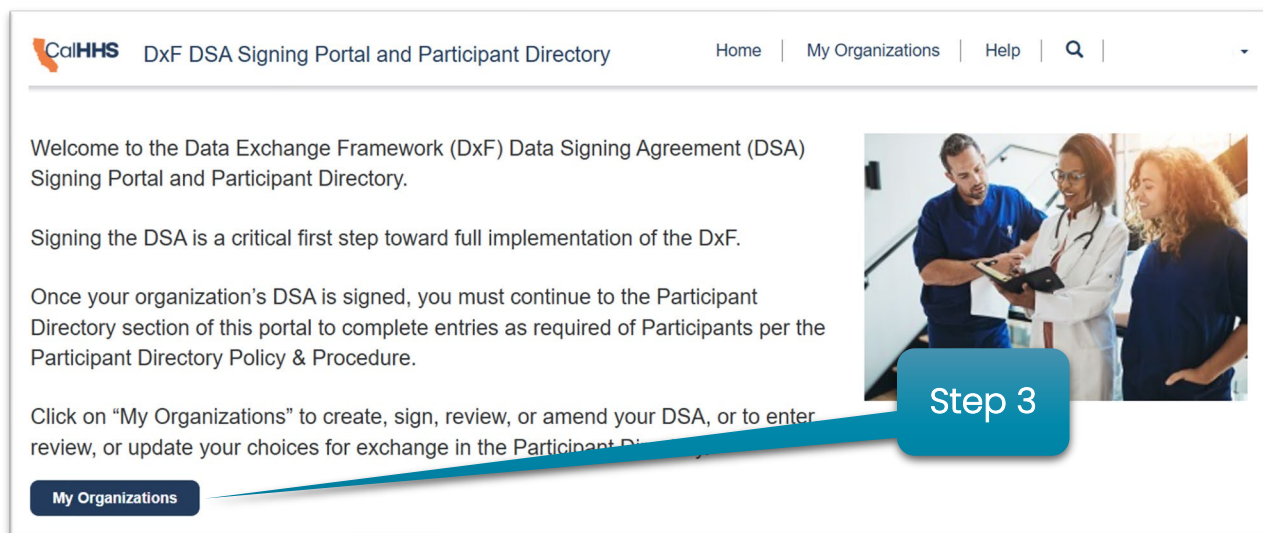 CalHHS DxF DSA Signing Portal and Participant Directory Home My Organizations Help
Welcome to the Data Exchange Framework (DxF) Data Signing Agreement (DSA)
Signing Portal and Participant Directory.
Signing the DSA is a critical first step toward full implementation of the DxF.
Once your organization’s DSA is signed, you must continue to the Participant
Directory section of this portal to complete entries as required of Participants per the
Participant Directory Policy & Procedure.
Click on “My Organizations” to create, sign, review, or amend your DSA, or to enter
review, or update your choices for exchange in the Participant
Step 3
My Organizations